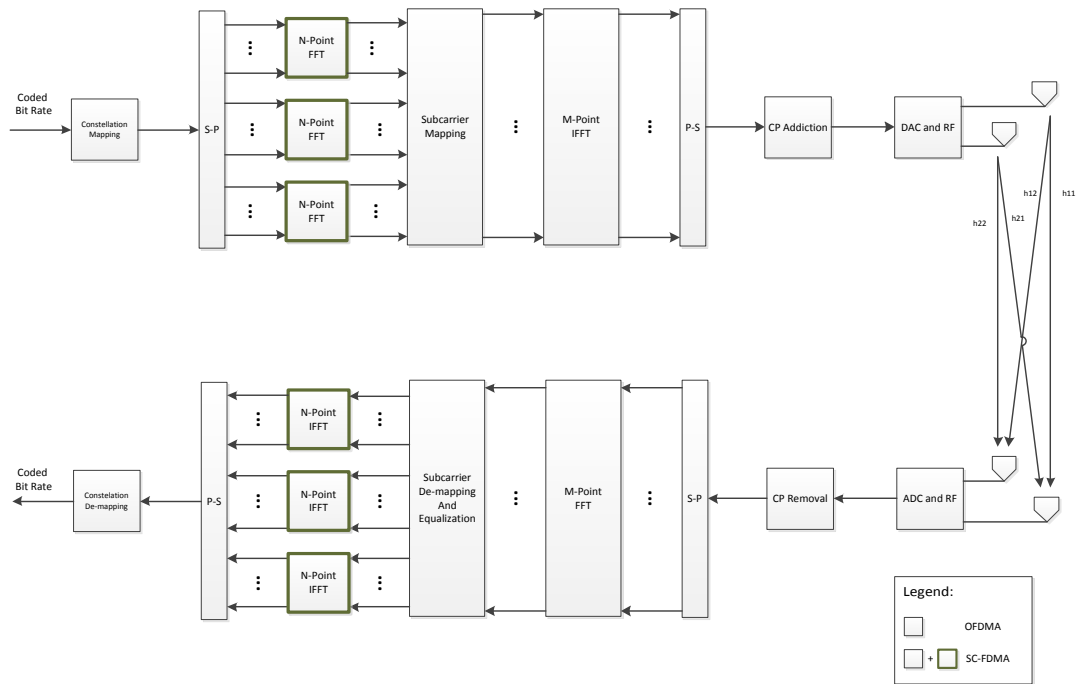 Coded
Bit Rate
Constellation
Mapping
S-P
N-Point
FFT
N-Point
FFT
N-Point
FFT
Subcarrier
Mapping
M-Point
IFFT
P-S
CP Addiction
DAC and RF
h12
h11
h22
h21
Coded
Bit Rate
Constelation
De-mapping
P-S
N-Point
IFFT
N-Point
IFFT
N-Point
IFFT
Subcarrier
De-mapping
And
Equalization
M-Point
FFT
S-P
CP Removal
ADC and RF
Legend:
OFDMA
+ SC-FDMA